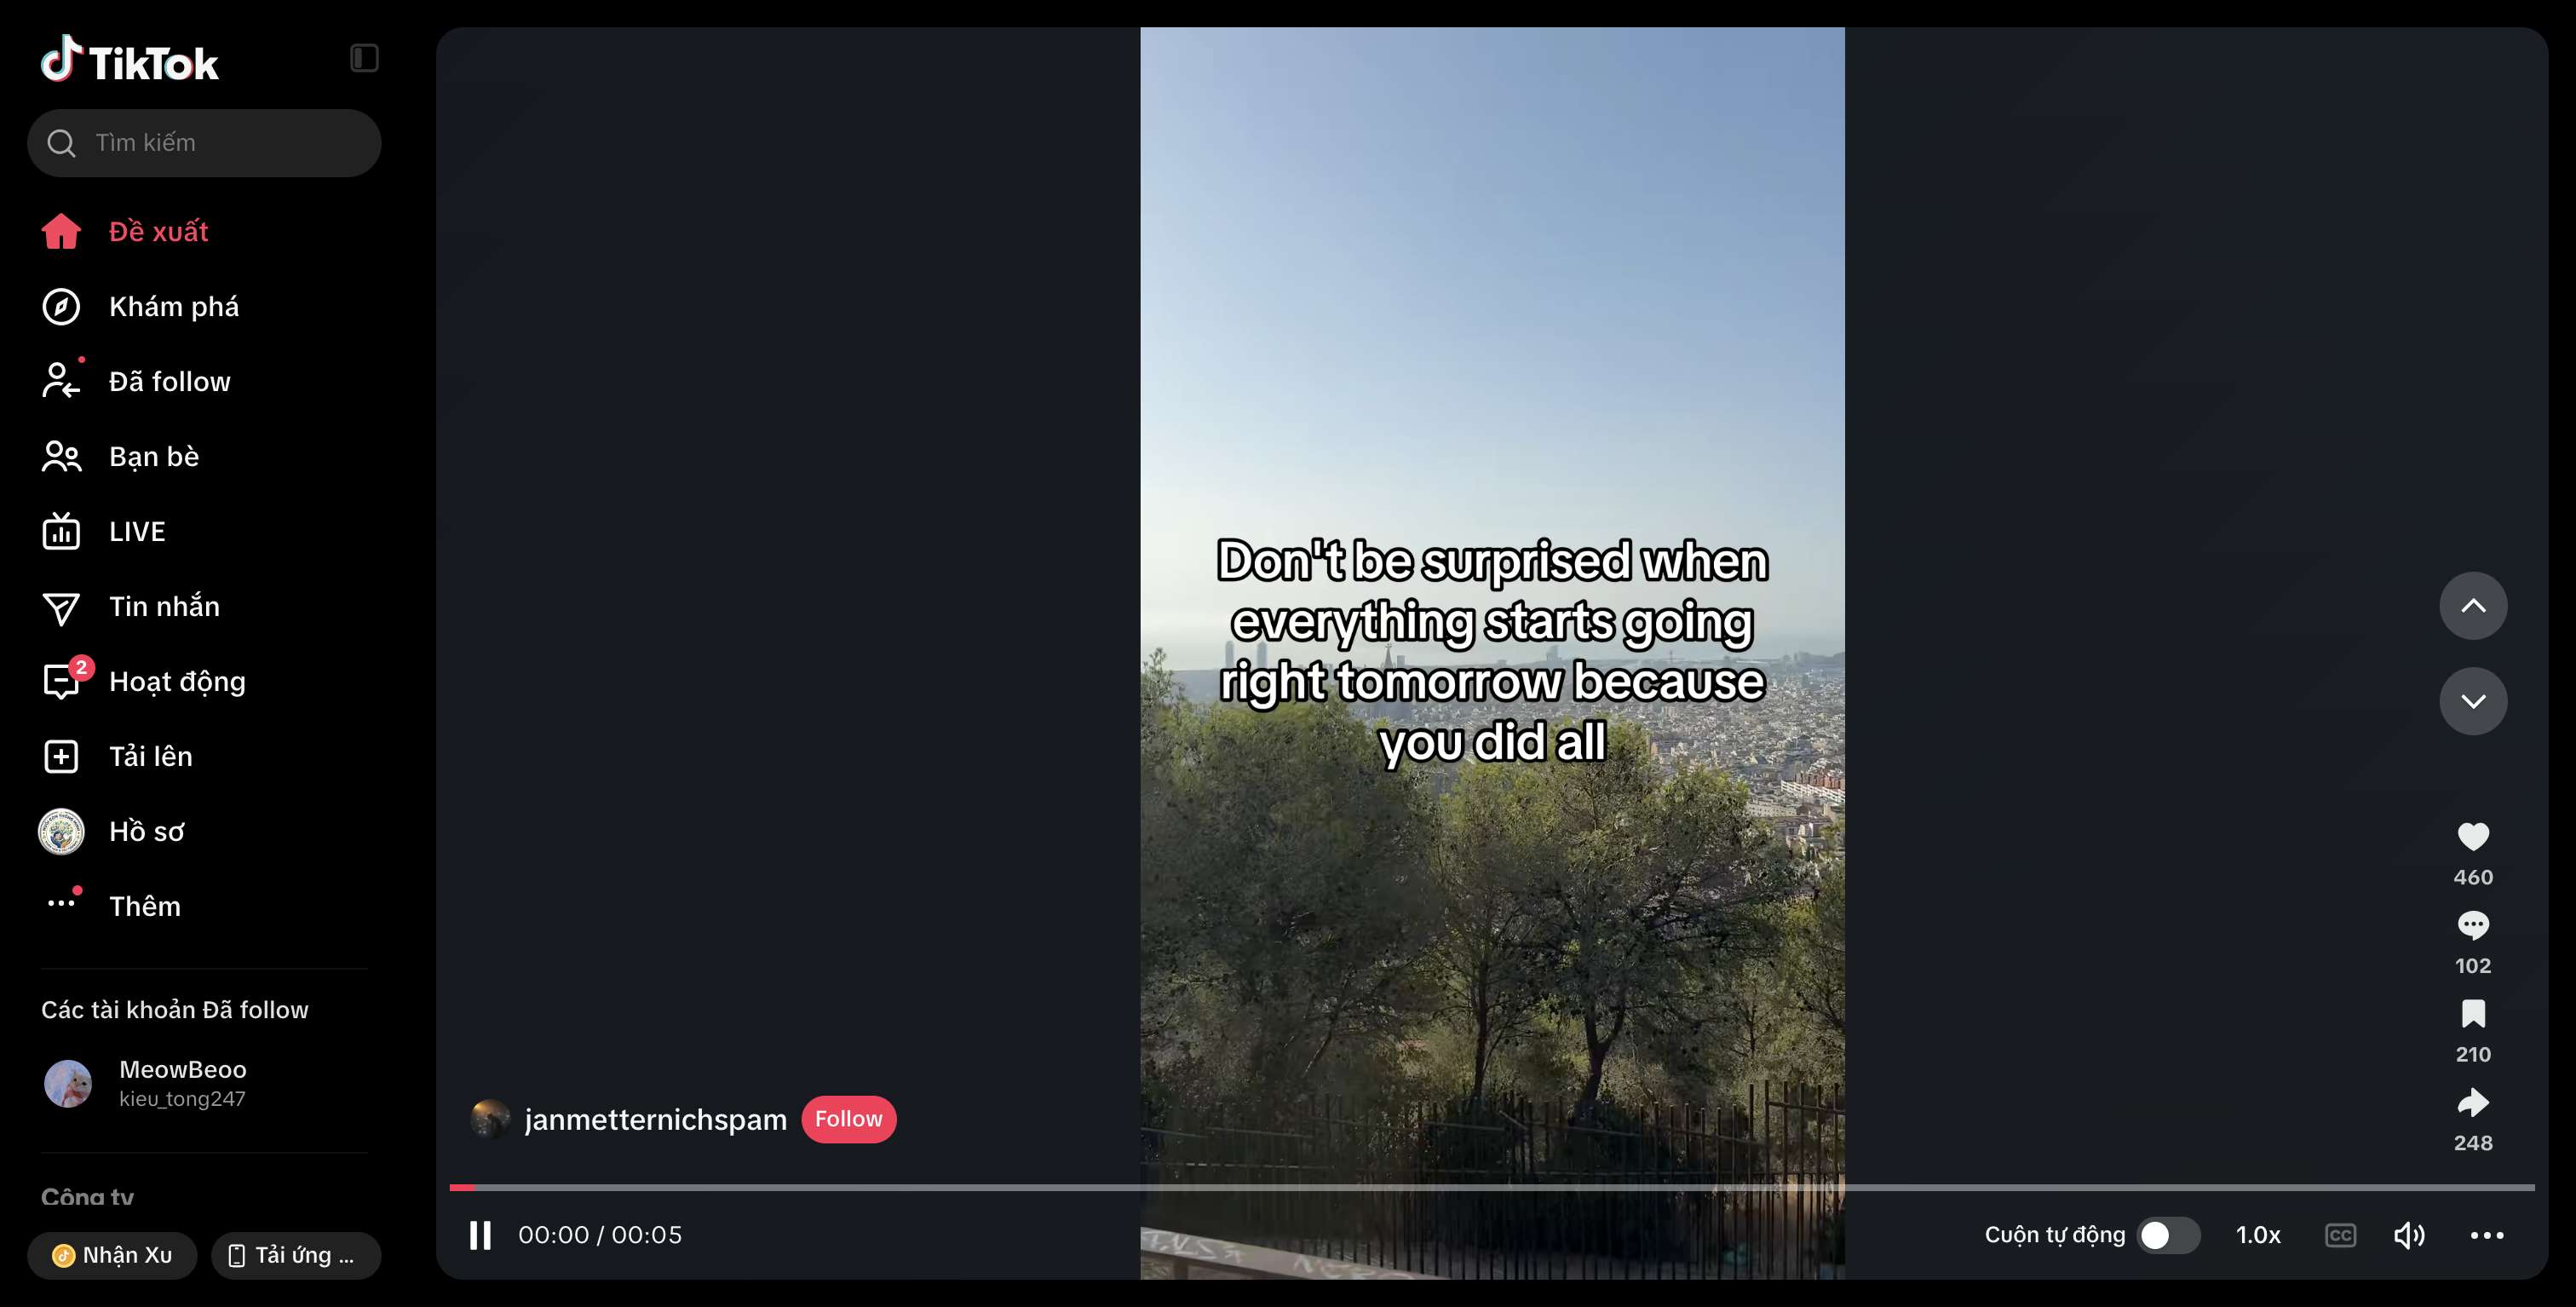 TikTok
Tìm kiếm
Đề xuất
Khám phá
Đã follow
Bạn bè
LIVE
Tin nhắn
2
Hoạt động
Tải lên
Hồ sơ
Thêm
Các tài khoản Đã follow
MeowBeoo
kieu_tong247
Công ty
Nhận Xu
Tải ứng ...
Don't be surprised when
everything starts going
right tomorrow because
you did all
460
102
210
248
janmetternichspam
Follow
00:00 / 00:05
Cuộn tự động
1.0x
CC